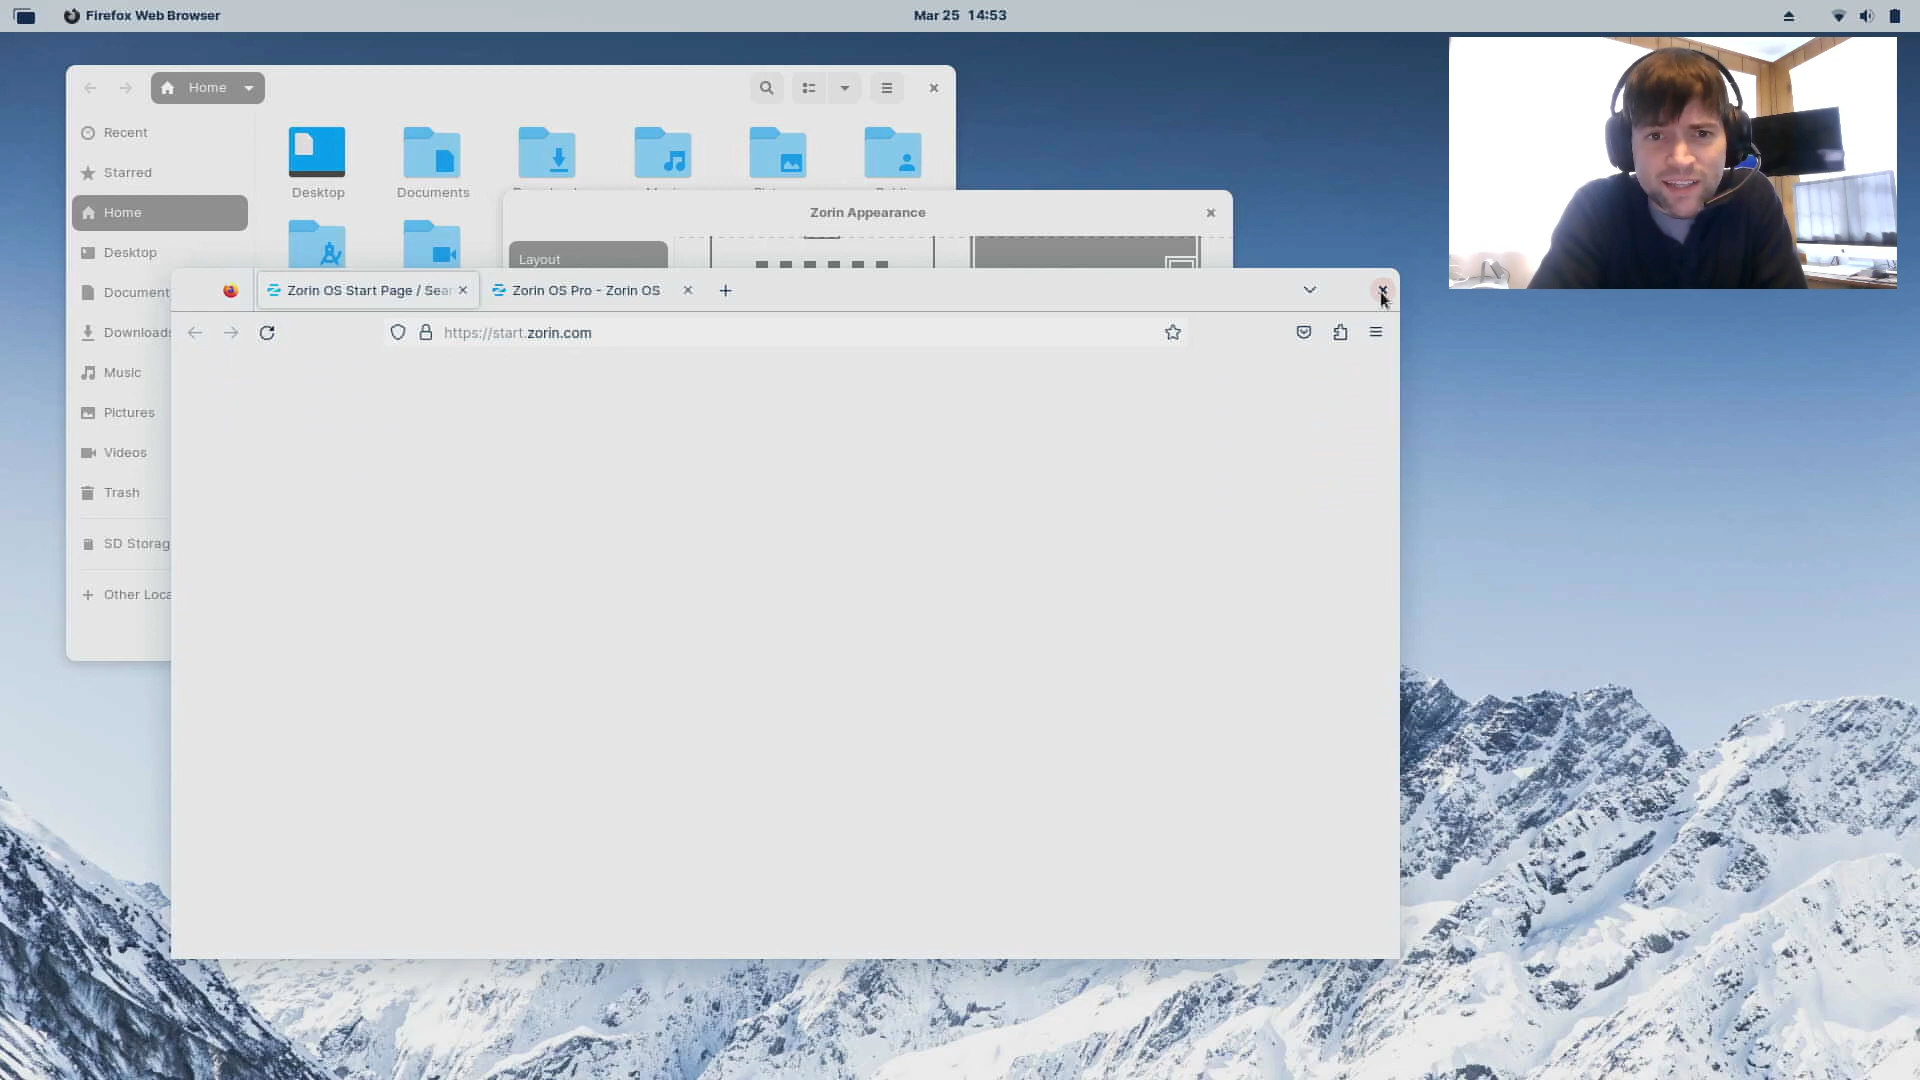 Firefox Web Browser
Mar 25 14:53
Home
Recent
Starred
Home
Desktop
Documents
Desktop
Zorin Appearance
Layout
Zorin OS Start Page / Sear
Zorin OS Pro - Zorin OS
https://start.zorin.com
Document
Downloads
Music
Pictures
Videos
Trash
SD Storag
Other Loca